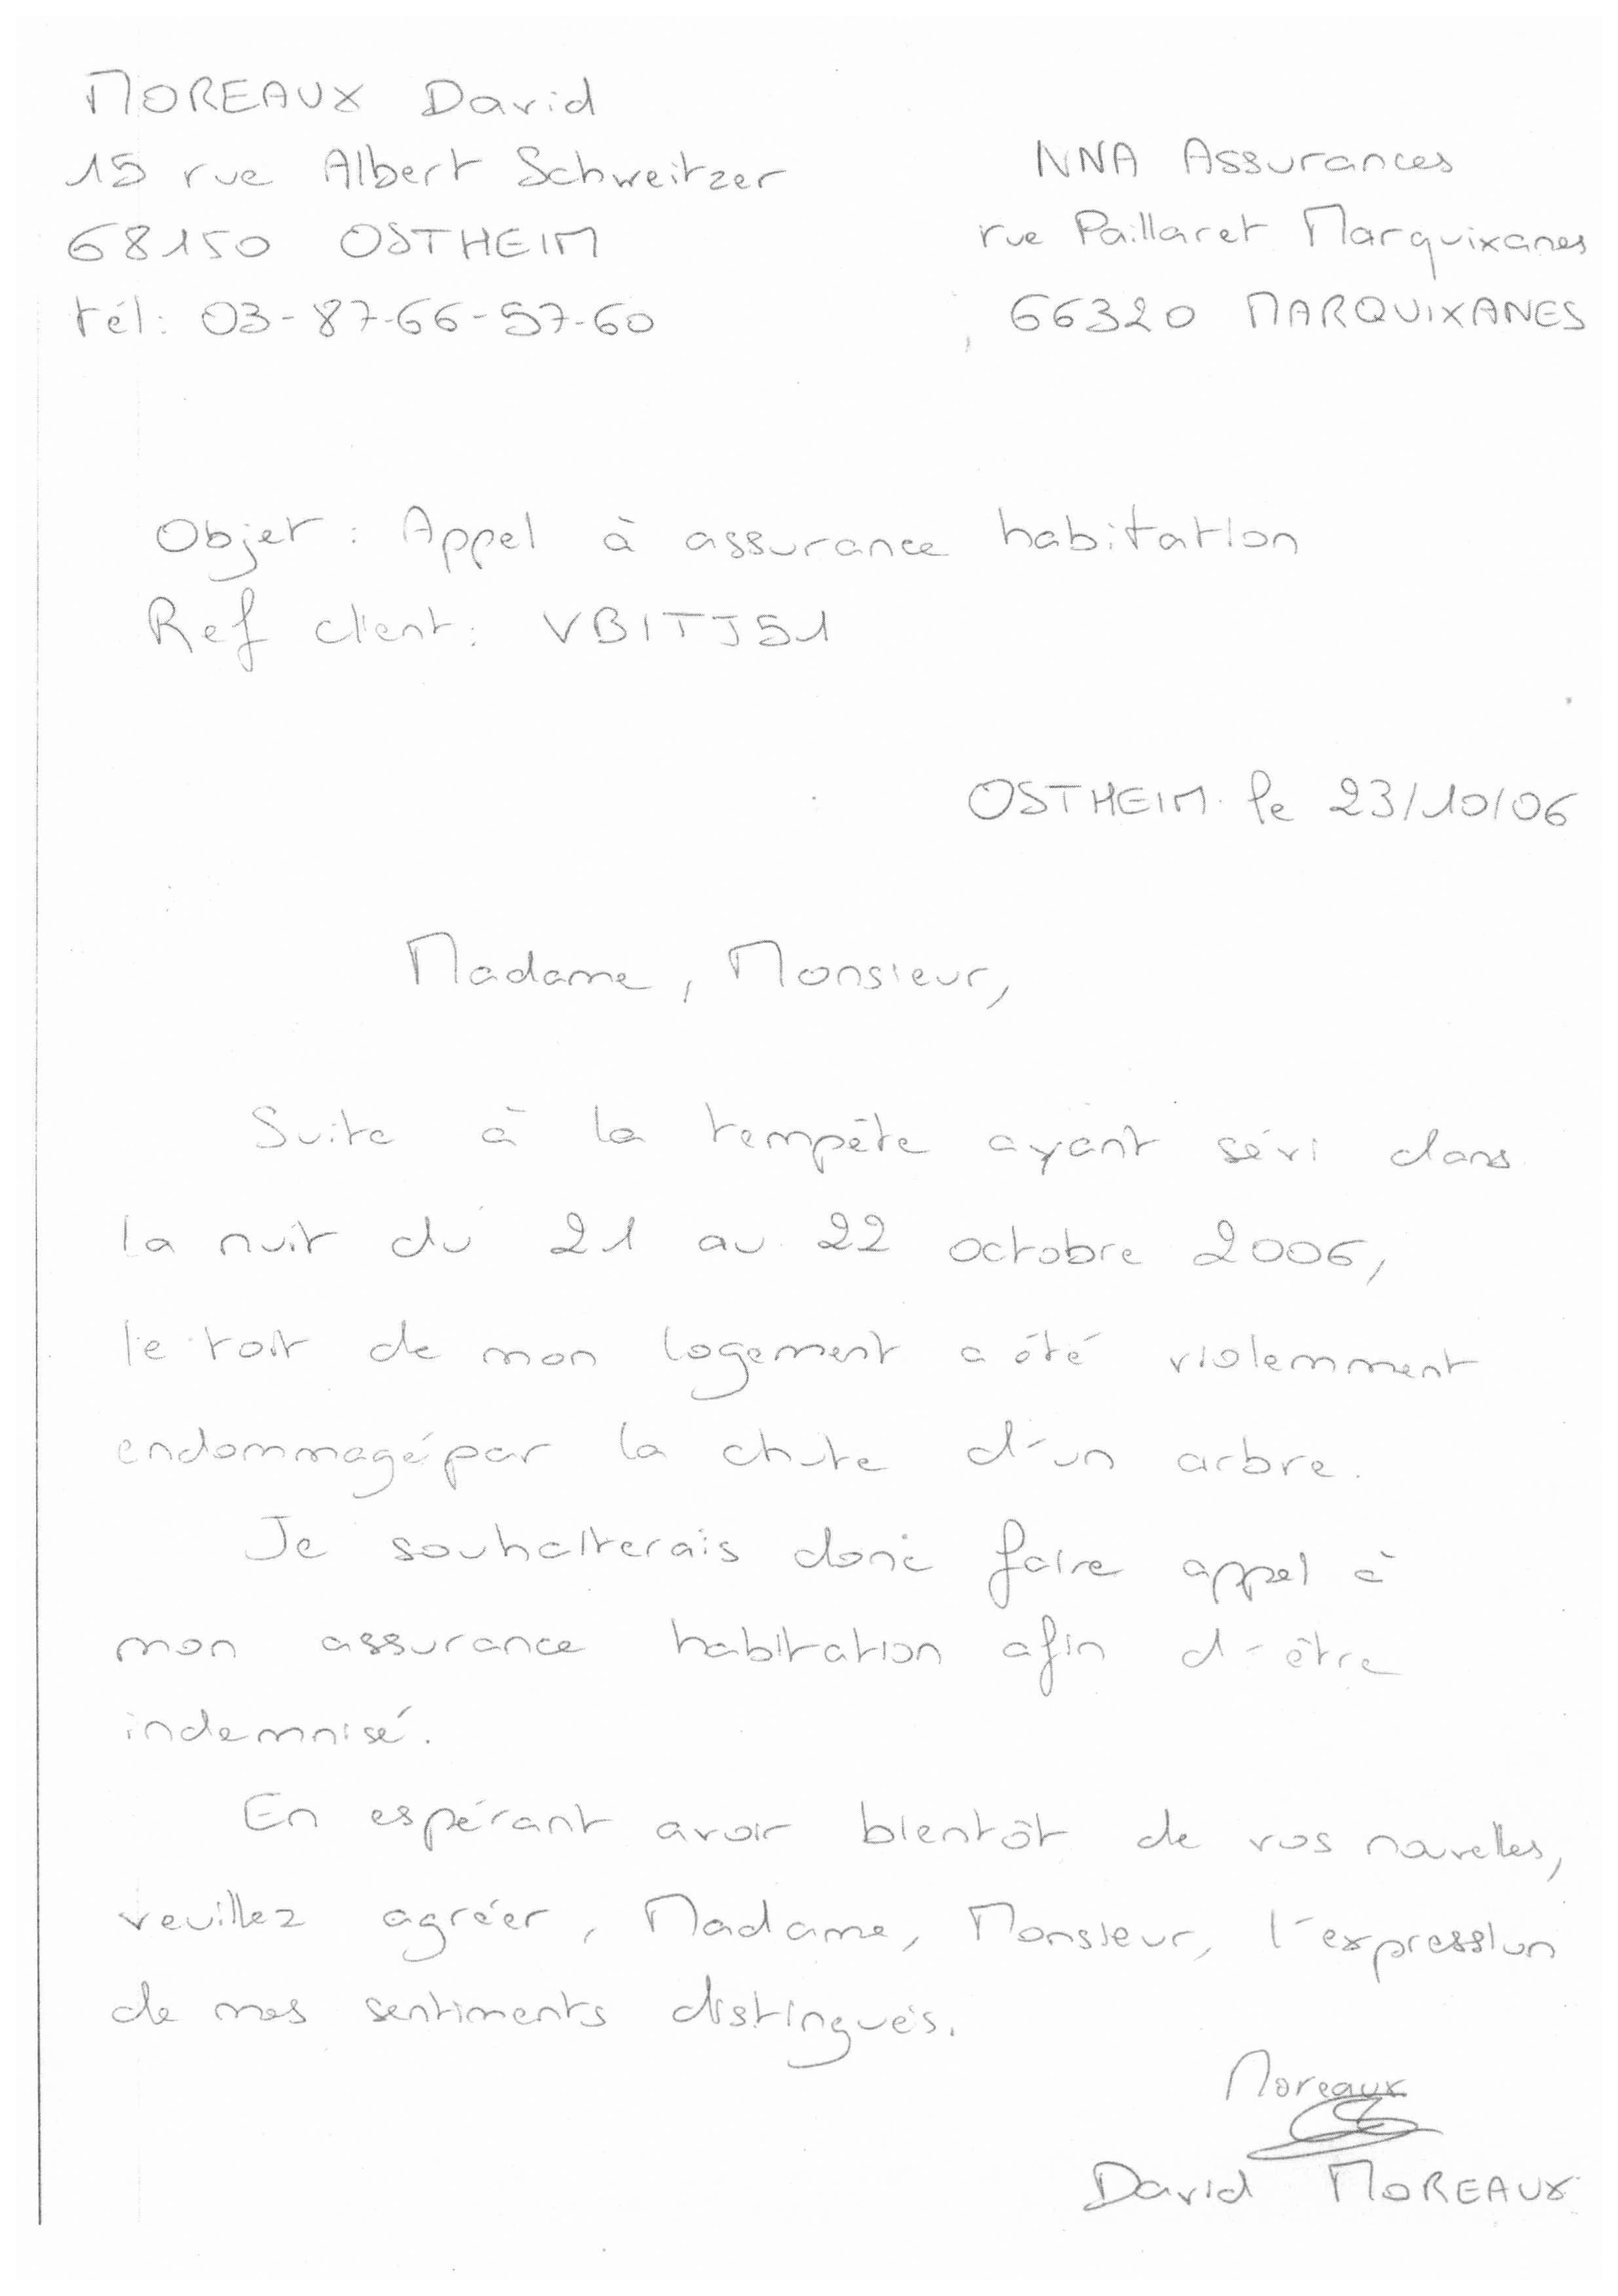 MOREAUX David
15 rue Albert Schweitzer
68150 OSTHEIM
tél: 03-87-66-57-60
NNA Assurances
rue Paillaret Marquixanes
66320 MARQUIXANES
Objet : Appel à assurance habitation
Ref client: VBITJ51
OSTHEIM le 23/10/06
Madame, Monsieur,
Suite à la tempête ayant sévi dans
la nuit du 21 au 22 octobre 2006,
le toit de mon logement a été violemment
endommagé par la chute d'un arbre.
Je souhaiterais donc faire appel à
mon assurance habitation afin d'être
indemnisé.
En espérant avoir bientôt de vos nouvelles,
veuillez agréer, Madame, Monsieur, l'expression
de mes sentiments distingués.
Moreaux
David MOREAUX